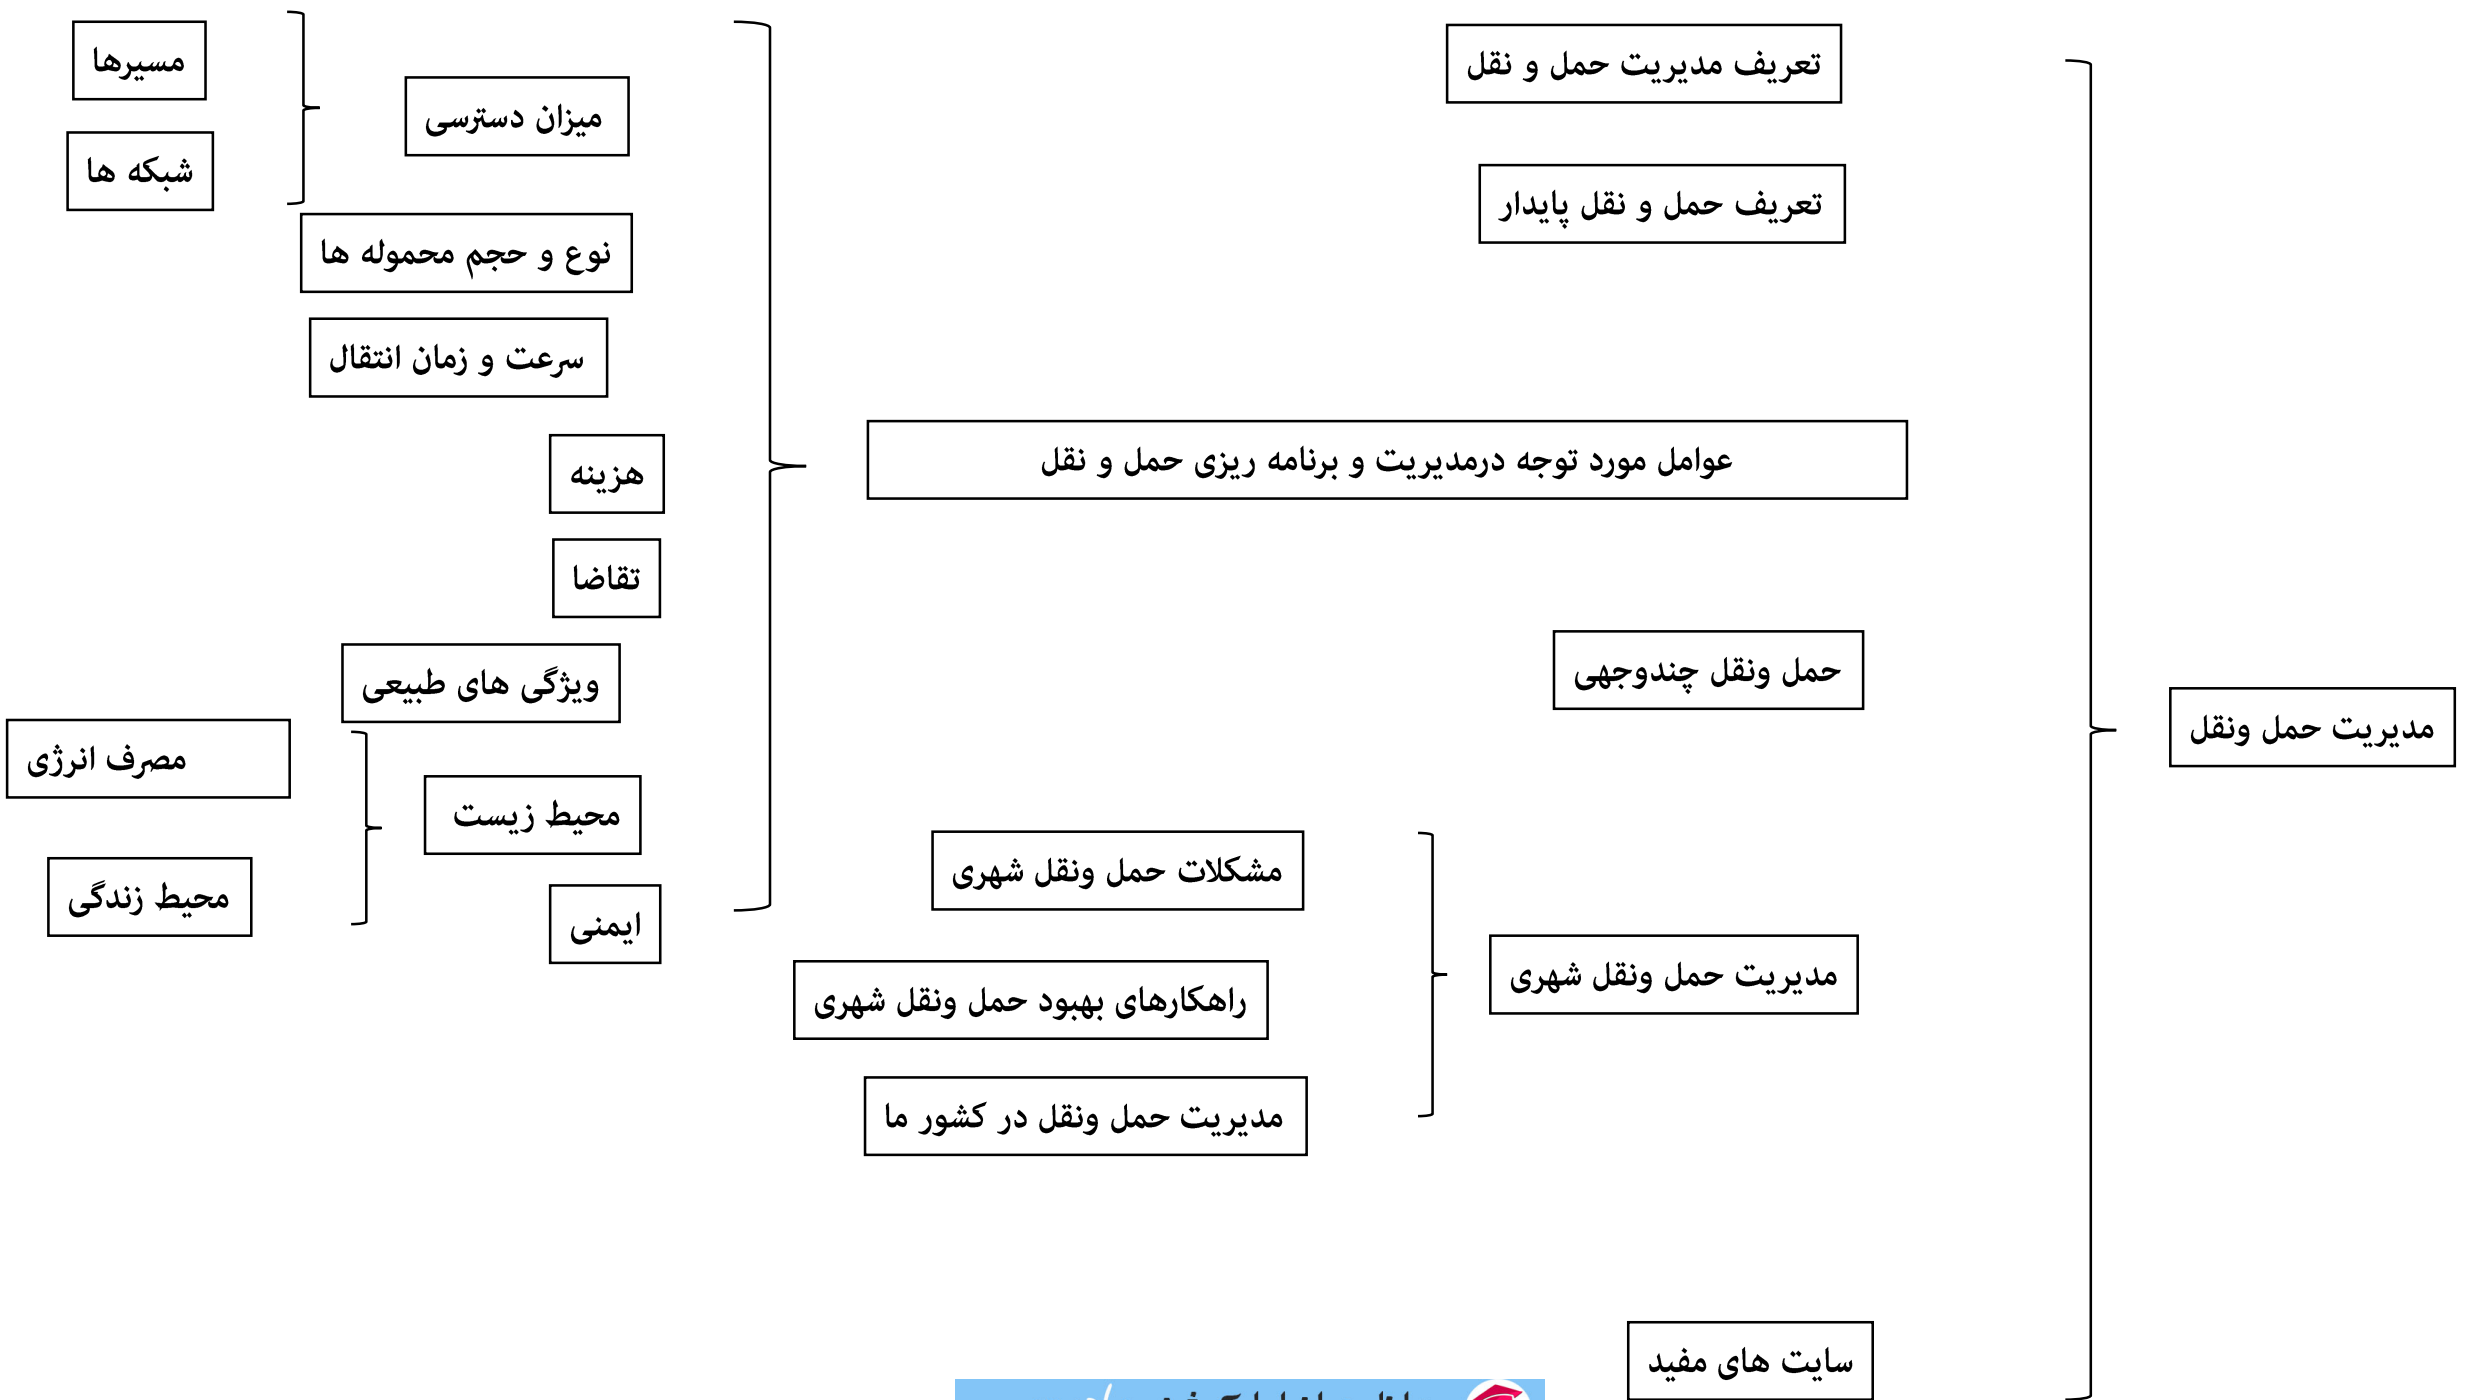 مدیریت حمل ونقل
تعریف مدیریت حمل و نقل
تعریف حمل و نقل پایدار
عوامل مورد توجه درمدیریت و برنامه ریزی حمل و نقل
میزان دسترسی
مسیرها
شبکه ها
نوع و حجم محموله ها
سرعت و زمان انتقال
هزینه
تقاضا
ویژگی های طبیعی
محیط زیست
مصرف انرژی
محیط زندگی
ایمنی
حمل ونقل چندوجهی
مدیریت حمل ونقل شهری
مشکلات حمل ونقل شهری
راهکارهای بهبود حمل ونقل شهری
مدیریت حمل ونقل در کشور ما
سایت های مفید